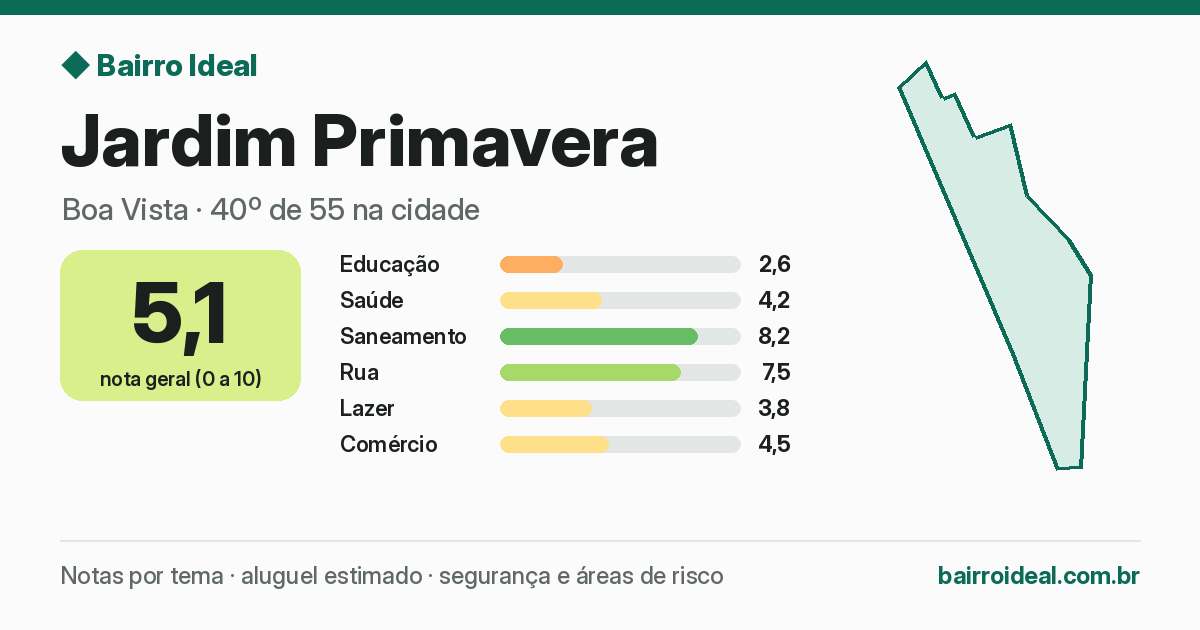 Bairro Ideal
Jardim Primavera
Boa Vista · 40º de 55 na cidade
5,1
nota geral (0 a 10)
Educação 2,6
Saúde 4,2
Saneamento 8,2
Rua 7,5
Lazer 3,8
Comércio 4,5
Notas por tema · aluguel estimado · segurança e áreas de risco
bairroideal.com.br